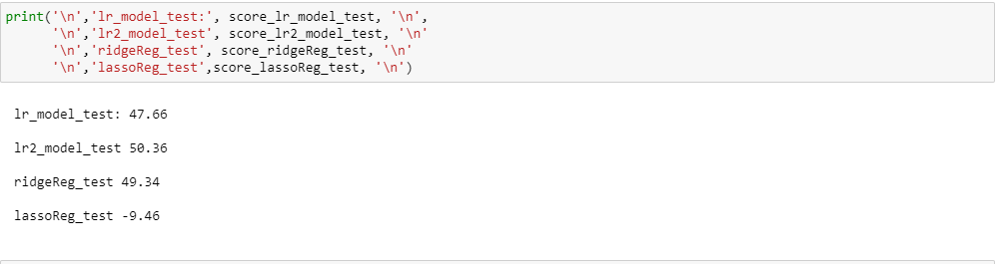 print('\n','lr_model_test:', score_lr_model_test, '\n',
'\n','lr2_model_test', score_lr2_model_test, '\n'
'\n','ridgeReg_test', score_ridgeReg_test, '\n'
'\n','lassoReg_test',score_lassoReg_test, '\n')
lr_model_test: 47.66
lr2_model_test 50.36
ridgeReg_test 49.34
lassoReg_test -9.46